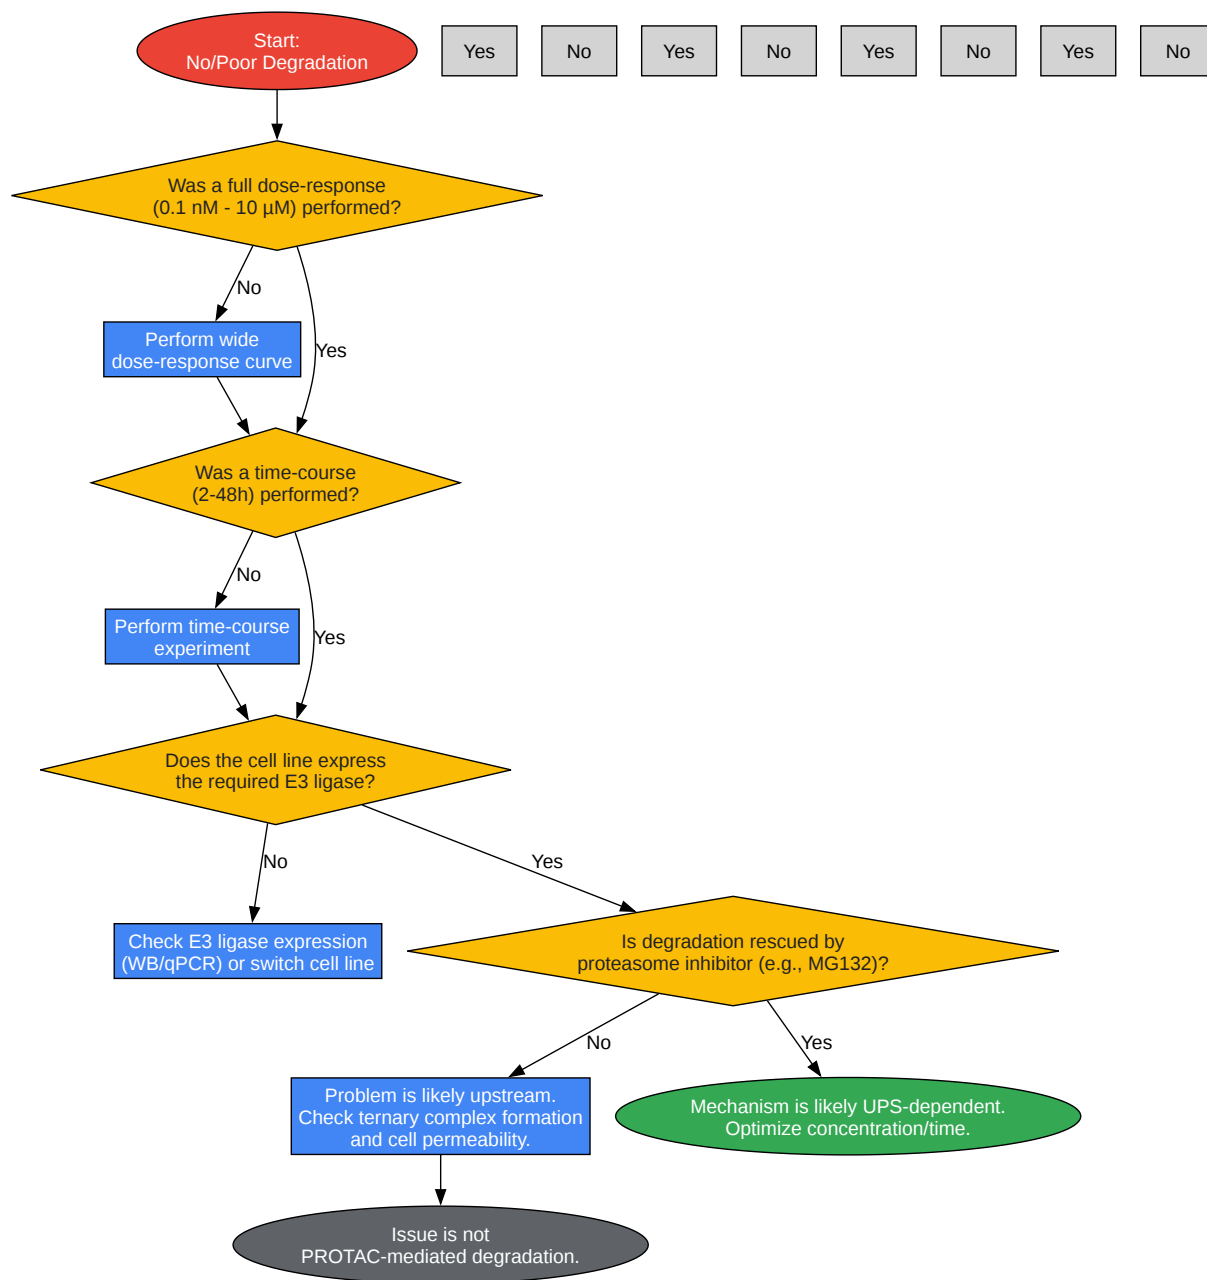 Start:
No/Poor Degradation
Yes
No
Yes
No
Yes
No
Yes
No
Was a full dose-response
(0.1 nM - 10 µM) performed?
No
Perform wide
dose-response curve
Yes
Was a time-course
(2-48h) performed?
No
Perform time-course
experiment
Yes
Does the cell line express
the required E3 ligase?
No
Yes
Check E3 ligase expression
(WB/qPCR) or switch cell line
Is degradation rescued by
proteasome inhibitor (e.g., MG132)?
No
Yes
Problem is likely upstream.
Check ternary complex formation
and cell permeability.
Mechanism is likely UPS-dependent.
Optimize concentration/time.
Issue is not
PROTAC-mediated degradation.